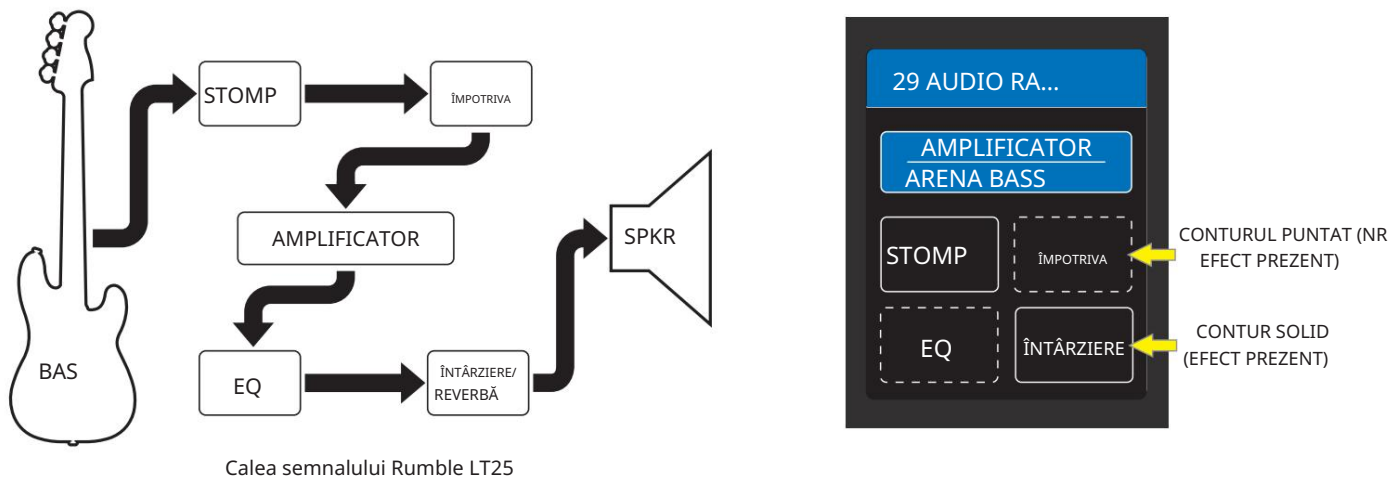 STOMP
ÎMPOTRIVA
AMPLIFICATOR
SPKR
BAS
EQ
ÎNTÂRZIERE/
REVERBĂ
Calea semnalului Rumble LT25
29 AUDIO RA...
AMPLIFICATOR
ARENA BASS
STOMP
ÎMPOTRIVA
EQ
ÎNTÂRZIERE
CONTURUL PUNTAT (NR
EFECT PREZENT)
CONTUR SOLID
(EFECT PREZENT)